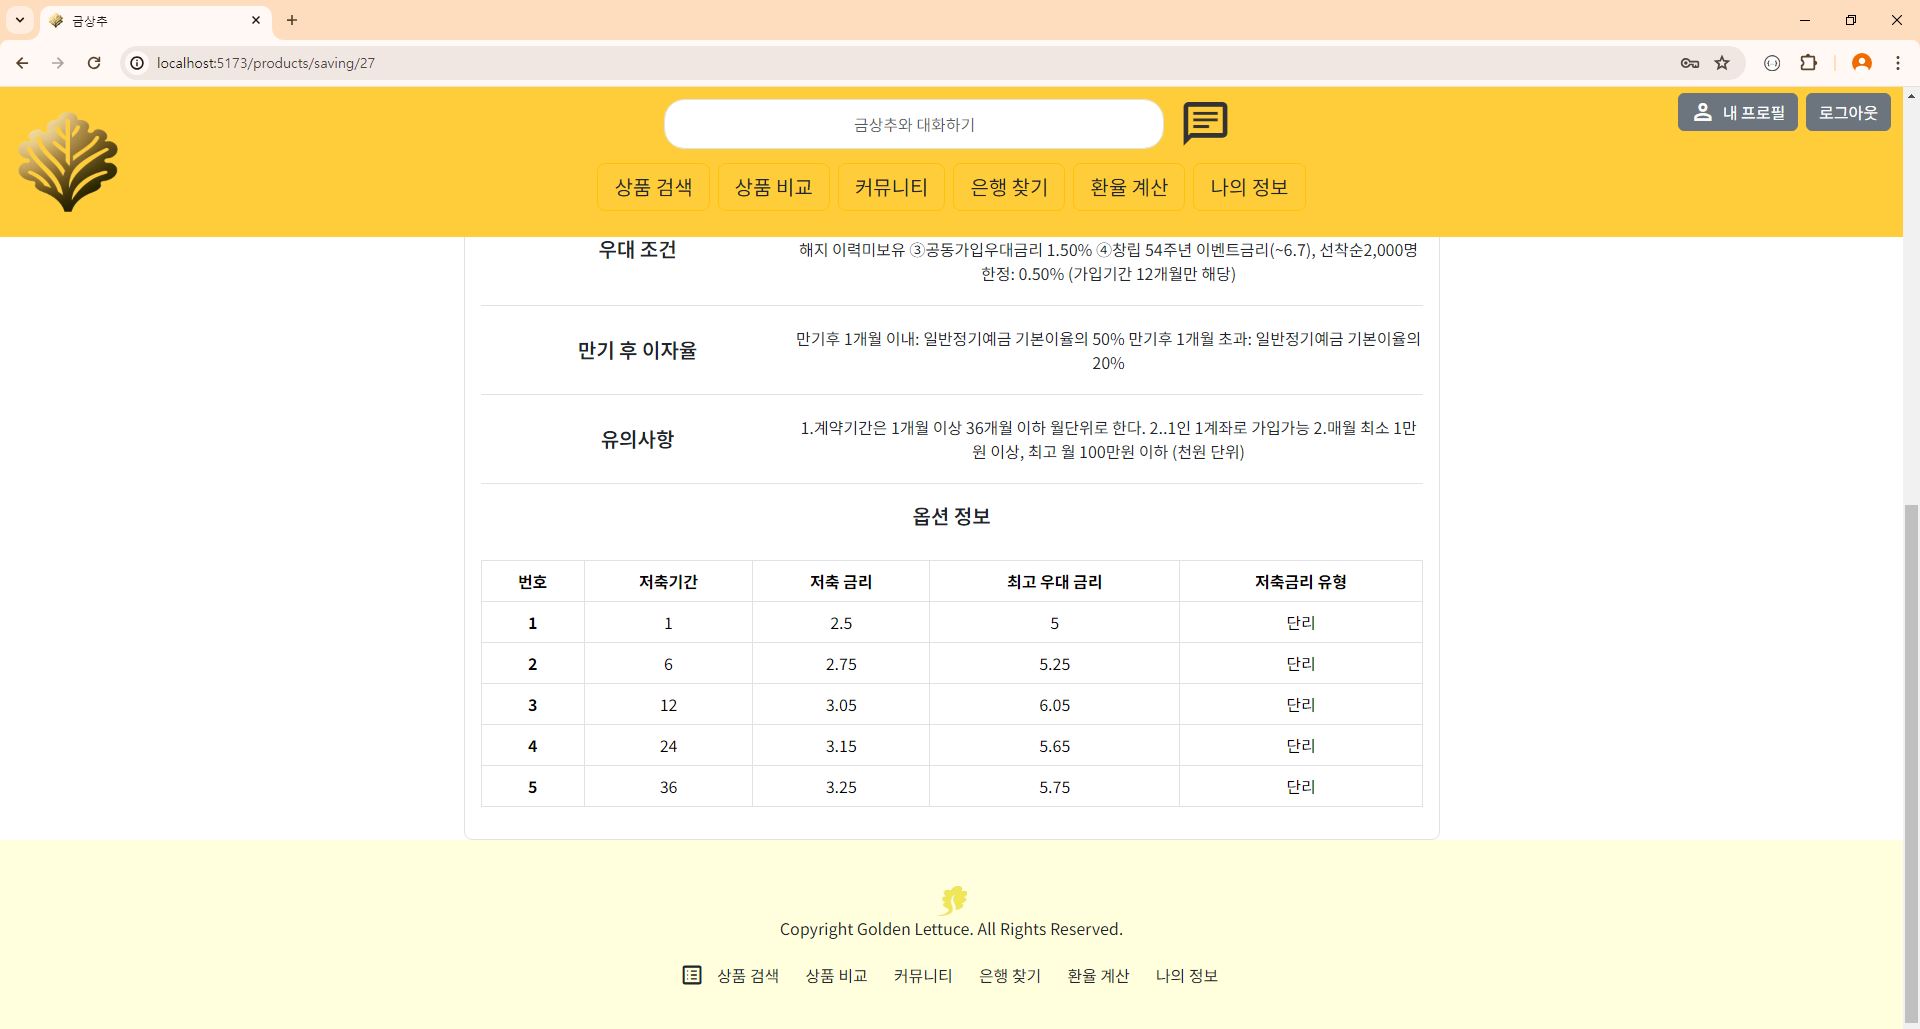 금상추
localhost:5173/products/saving/27
금상추와 대화하기
내 프로필
로그아웃
상품 검색 상품 비교 커뮤니티 은행 찾기 환율 계산 나의 정보
우대 조건
해지 이력미보유 ③공동가입우대금리 1.50% ④창립 54주년 이벤트금리(~6.7), 선착순2,000명
한정: 0.50% (가입기간 12개월만 해당)
만기 후 이자율
만기후 1개월 이내: 일반정기예금 기본이율의 50% 만기후 1개월 초과: 일반정기예금 기본이율의
20%
유의사항
1.계약기간은 1개월 이상 36개월 이하 월단위로 한다. 2..1인 1계좌로 가입가능 2.매월 최소 1만
원 이상, 최고 월 100만원 이하 (천원 단위)
옵션 정보
번호 저축기간 저축 금리 최고 우대 금리 저축금리 유형
1 1 2.5 5 단리
2 6 2.75 5.25 단리
3 12 3.05 6.05 단리
4 24 3.15 5.65 단리
5 36 3.25 5.75 단리
Copyright Golden Lettuce. All Rights Reserved.
상품 검색 상품 비교 커뮤니티 은행 찾기 환율 계산 나의 정보